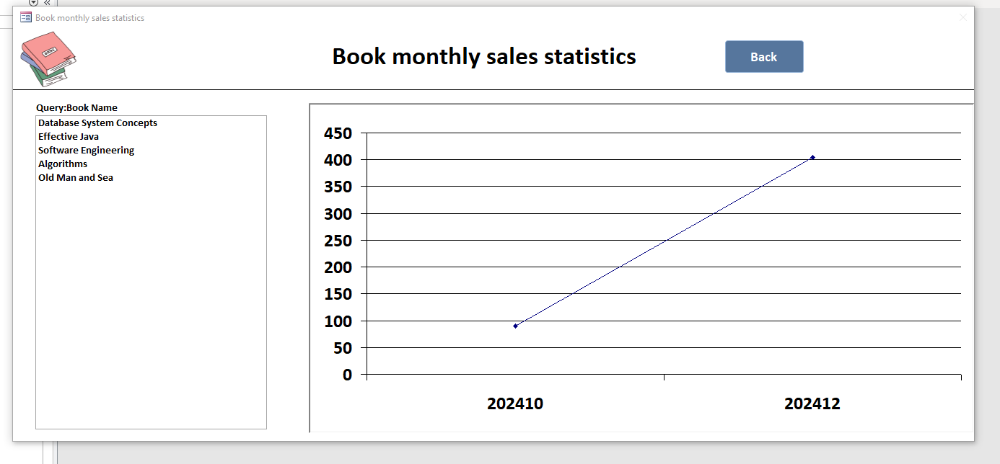 Book monthly sales statistics
BOOKS
Book monthly sales statistics
Back
Query:Book Name
Database System Concepts
Effective Java
Software Engineering
Algorithms
Old Man and Sea
450
400
350
300
250
200
150
100
50
0
202410 202412